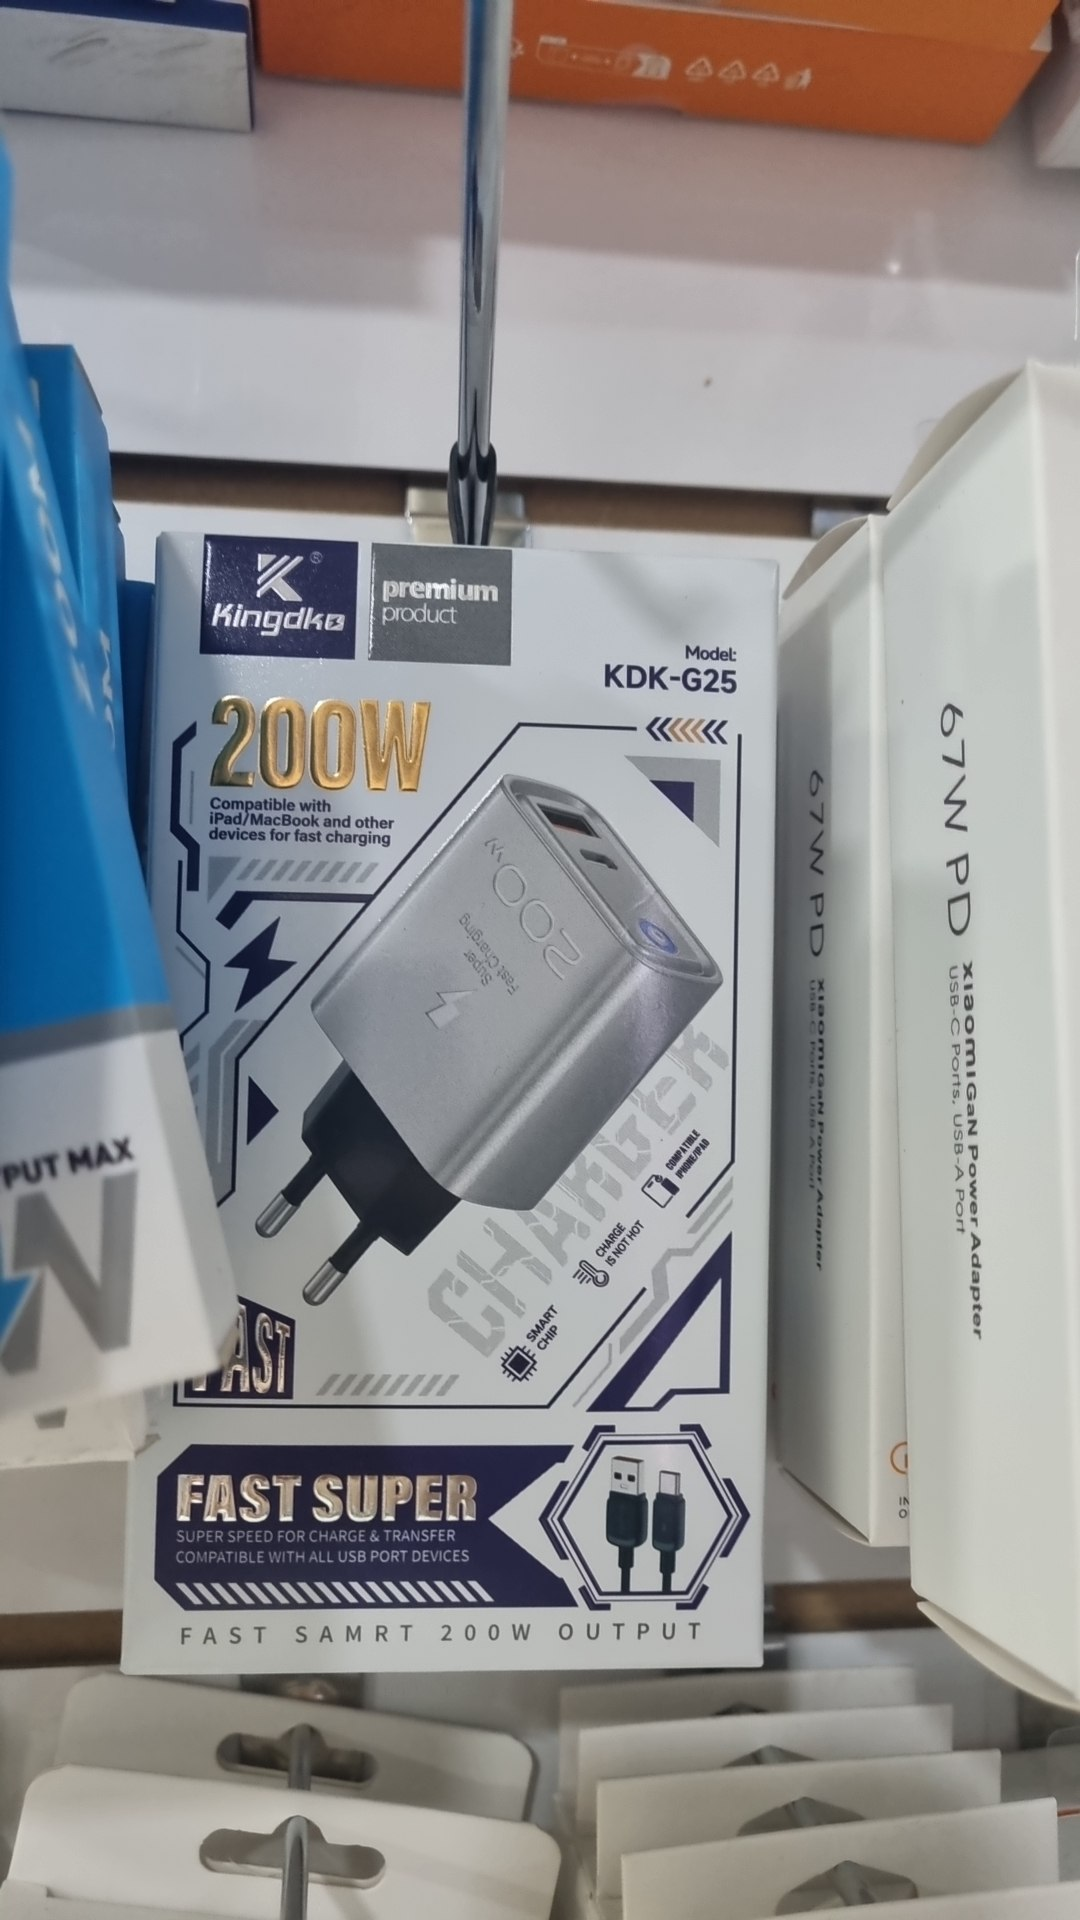 Kingdko
premium
product
Model:
KDK-G25
200W
Compatible with
iPad/MacBook and other
devices for fast charging
200W
Super
Fast Charging
CHARGER
COMPATIBLE
IPHONE/IPAD
CHARGE
IS NOT HOT
SMART
CHIP
FAST
FAST SUPER
SUPER SPEED FOR CHARGE & TRANSFER
COMPATIBLE WITH ALL USB PORT DEVICES
FAST SAMRT 200W OUTPUT
PUT MAX
67W PD
xiaomi GaN Power Adapter
USB-C Ports, USB-A Port
67W PD
xiaomi GaN Power Adapter
USB-C Ports, USB-A Port